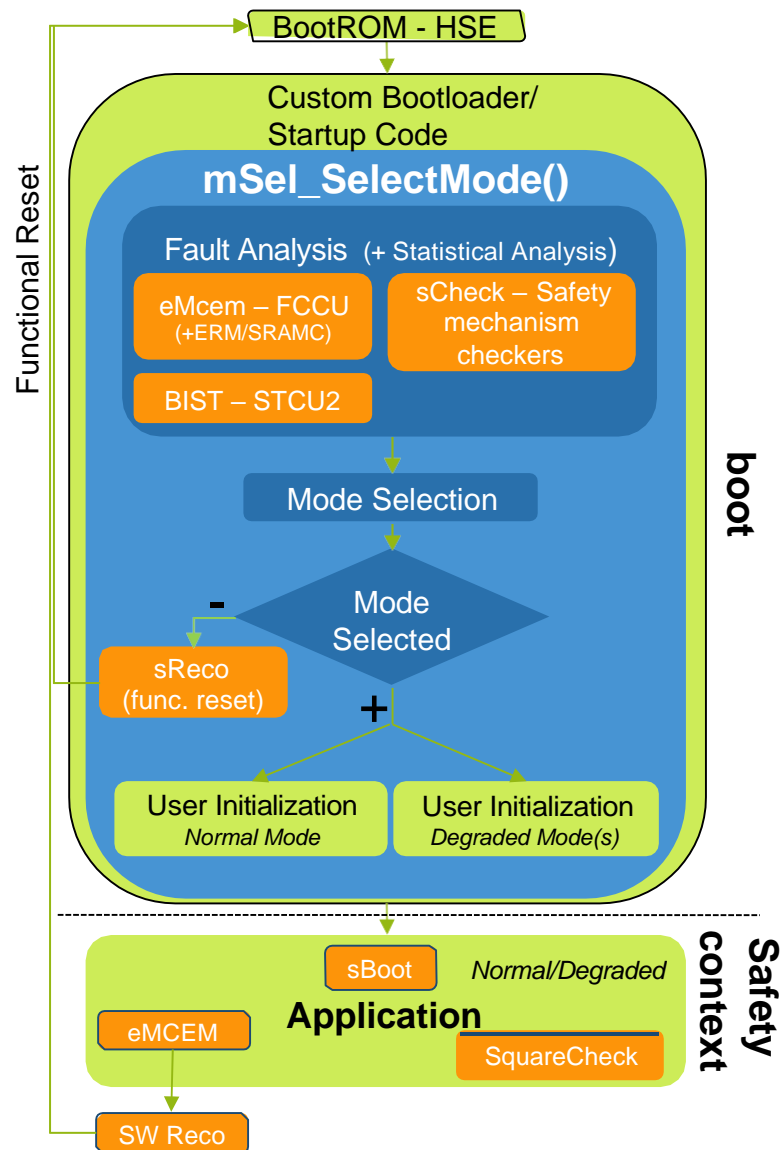 BootROM - HSE
Custom Bootloader/
Startup Code
mSel_SelectMode()
Fault Analysis (+ Statistical Analysis)
eMcem – FCCU
(+ERM/SRAMC)
sCheck – Safety
mechanism
checkers
BIST – STCU2
Functional Reset
Mode Selection
boot
Mode
Selected
-
sReco
(func. reset)
+
User Initialization
Normal Mode
User Initialization
Degraded Mode(s)
Safety
context
sBoot
Normal/Degraded
Application
eMCEM
SquareCheck
SW Reco